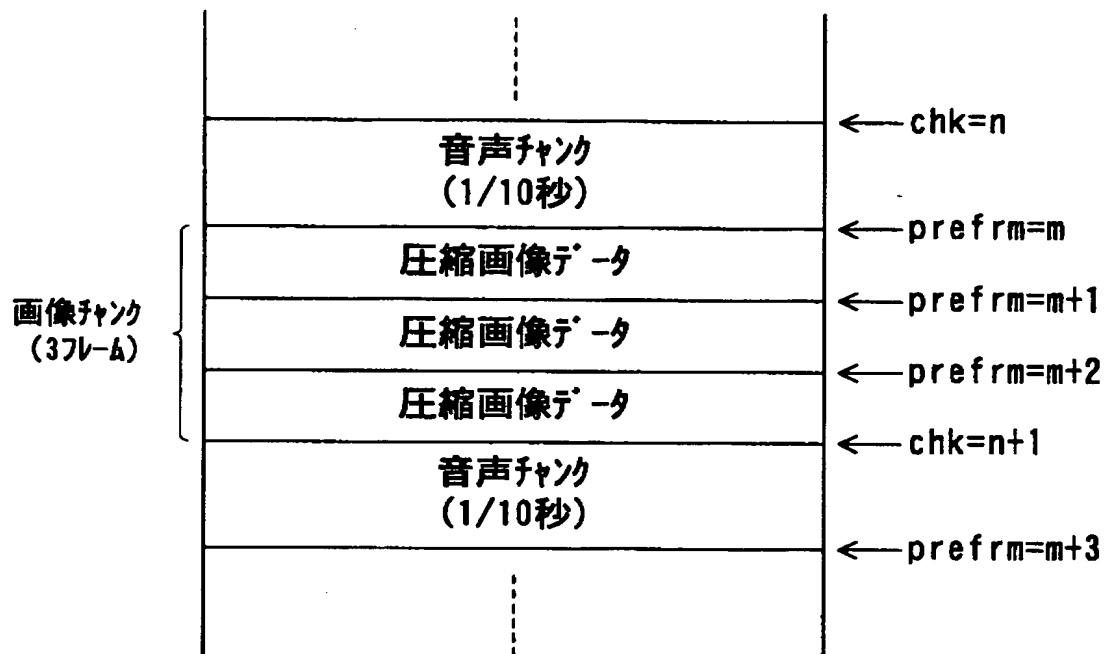 chk=n
音声チャンク
(1/10秒)
prefrm=m
圧縮画像データ
prefrm=m+1
画像チャンク
(3フレーム)
圧縮画像データ
prefrm=m+2
圧縮画像データ
chk=n+1
音声チャンク
(1/10秒)
prefrm=m+3